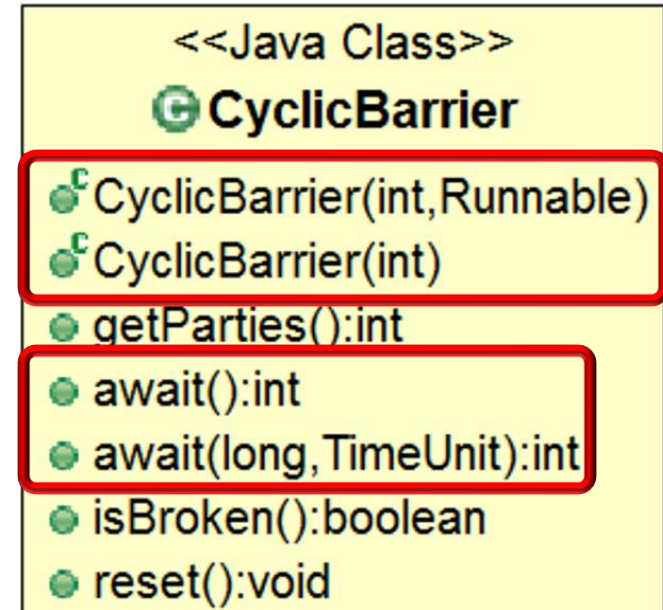 <<Java Class>>
C CyclicBarrier
C CyclicBarrier(int,Runnable)
C CyclicBarrier(int)
getParties():int
await():int
await(long,TimeUnit):int
isBroken():boolean
reset():void